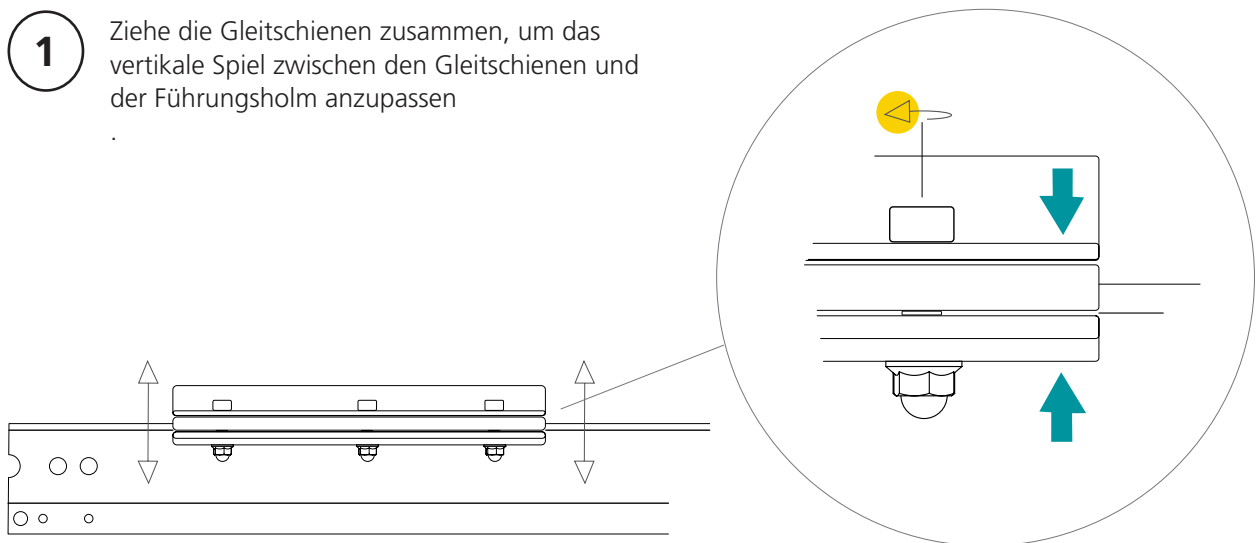 1
Ziehe die Gleitschienen zusammen, um das
vertikale Spiel zwischen den Gleitschienen und
der Führungsholm anzupassen
.